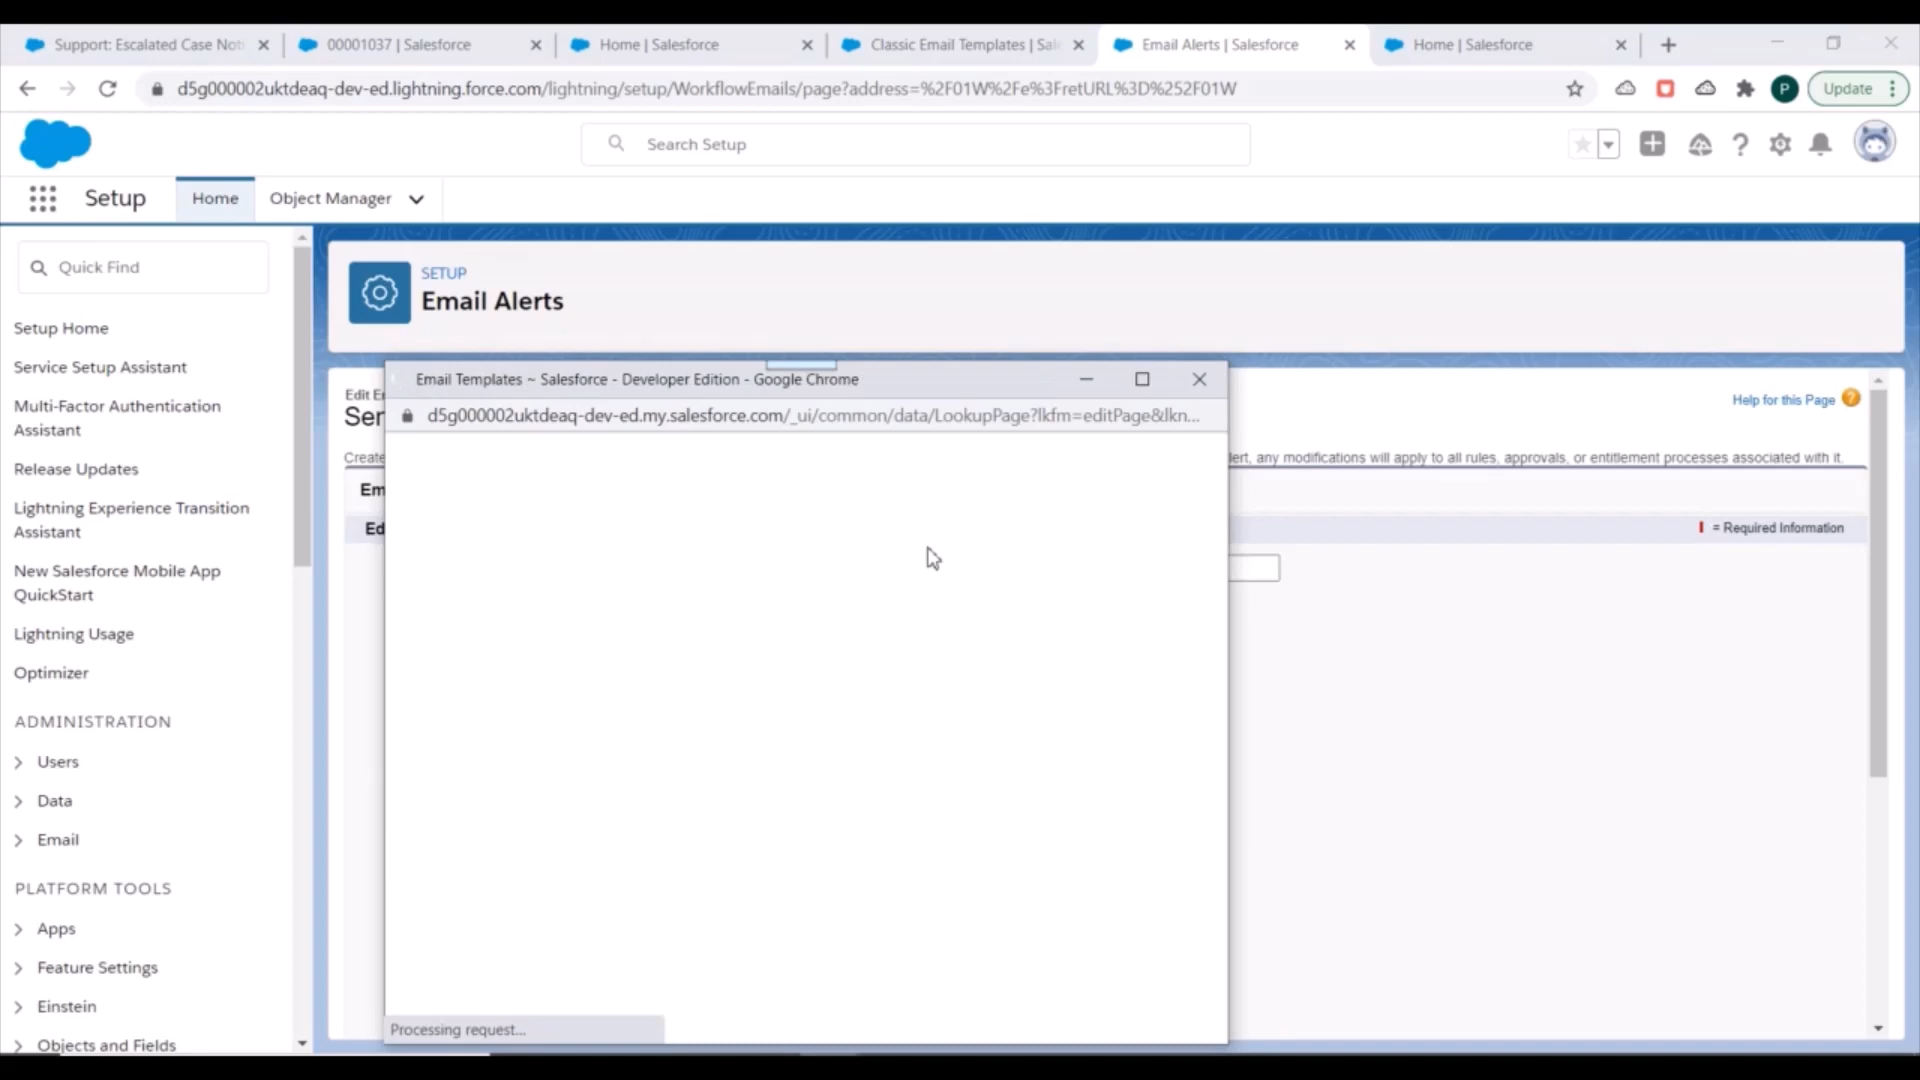 Support: Escalated Case Not
00001037 | Salesforce
Home | Salesforce
Classic Email Templates | Sal
Email Alerts | Salesforce
Home | Salesforce
d5g000002uktdeaq-dev-ed.lightning.force.com/lightning/setup/WorkflowEmails/page?address=%2F01W%2Fe%3FretURL%3D%252F01W
P
Update
Search Setup
Setup
Home
Object Manager
Quick Find
Setup Home
Service Setup Assistant
Multi-Factor Authentication
Assistant
Release Updates
Lightning Experience Transition
Assistant
New Salesforce Mobile App
QuickStart
Lightning Usage
Optimizer
ADMINISTRATION
Users
Data
Email
PLATFORM TOOLS
Apps
Feature Settings
Einstein
Objects and Fields
SETUP
Email Alerts
Edit E
Ser
Help for this Page
Create
lert, any modifications will apply to all rules, approvals, or entitlement processes associated with it.
Em
Ed
= Required Information
Email Templates ~ Salesforce - Developer Edition - Google Chrome
d5g000002uktdeaq-dev-ed.my.salesforce.com/_ui/common/data/LookupPage?lkfm=editPage&lkn...
Processing request...